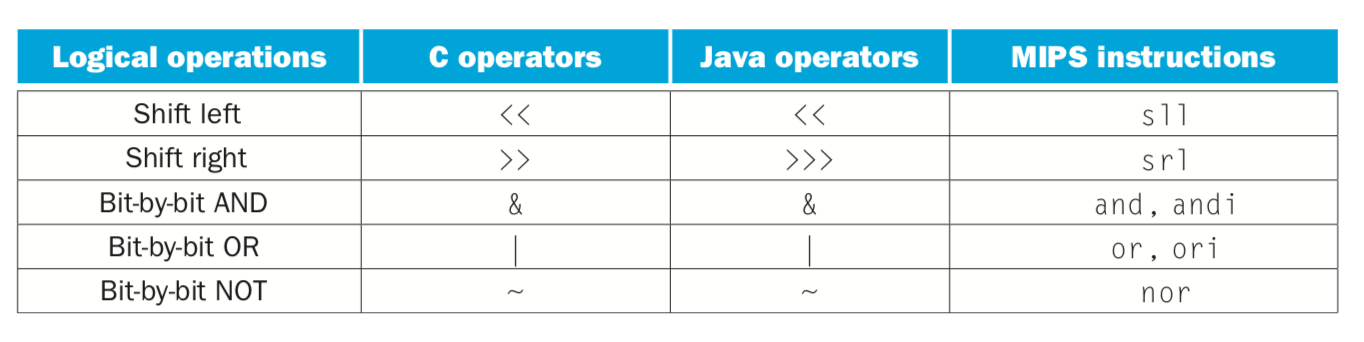 Logical operations C operators Java operators MIPS instructions
Shift left << << sll
Shift right >> >>> srl
Bit-by-bit AND & & and, andi
Bit-by-bit OR | | or, ori
Bit-by-bit NOT ~ ~ nor